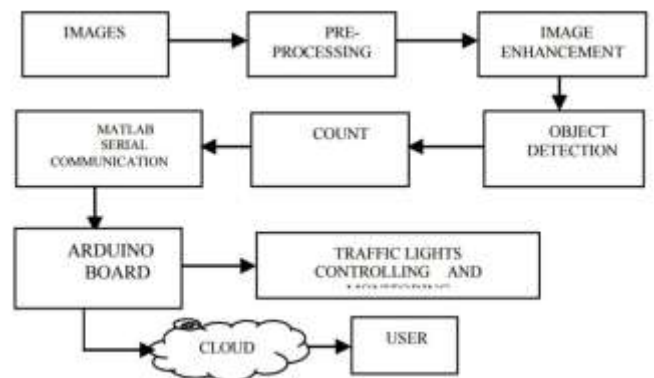 IMAGES
PRE-
PROCESSING
IMAGE
ENHANCEMENT
MATLAB
SERIAL
COMMUNICATION
COUNT
OBJECT
DETECTION
ARDUINO
BOARD
TRAFFIC LIGHTS
CONTROLLING AND
CLOUD
USER